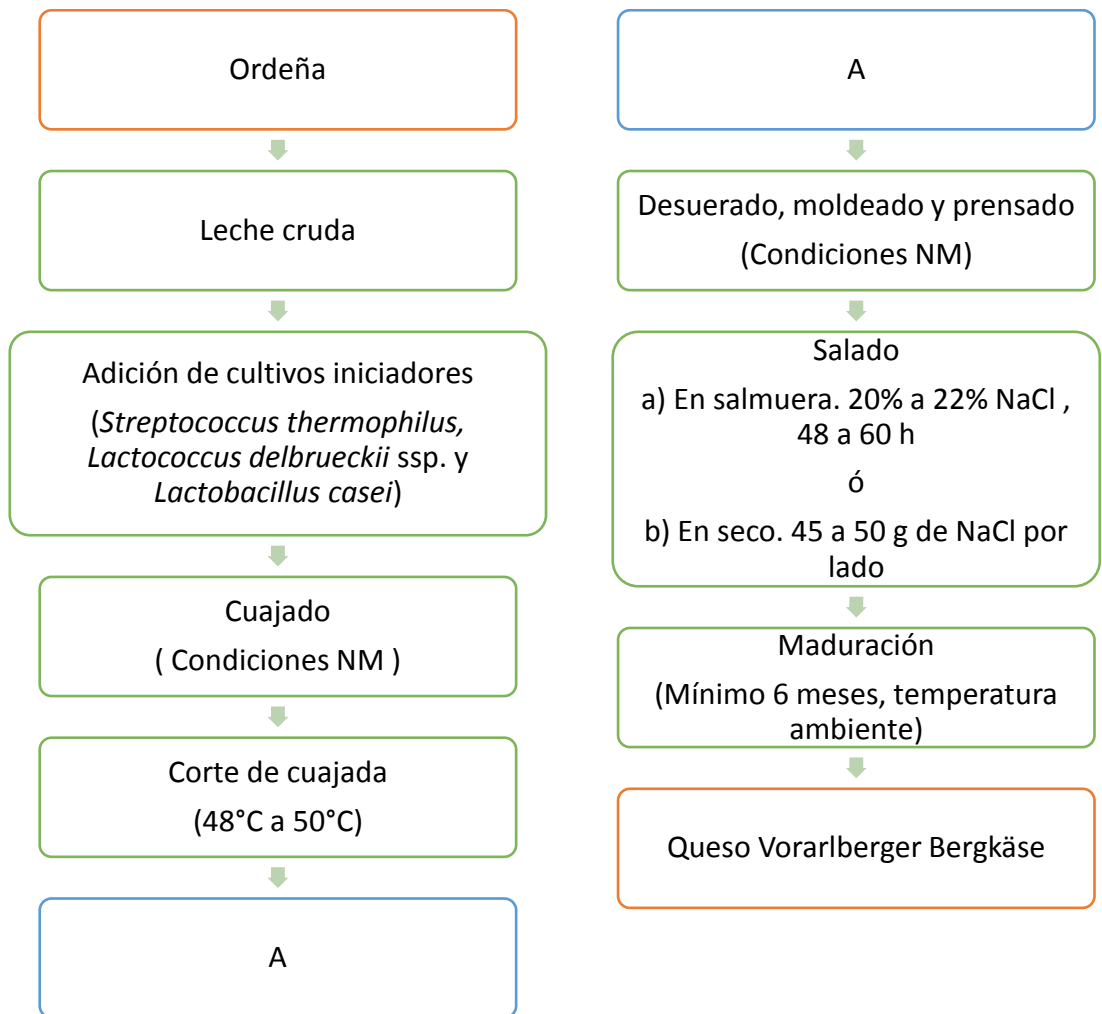 Ordeña
Leche cruda
Adición de cultivos iniciadores
(Streptococcus thermophilus,
Lactococcus delbrueckii ssp. y
Lactobacillus casei)
Cuajado
( Condiciones NM )
Corte de cuajada
(48°C a 50°C)
A
A
Desuerado, moldeado y prensado
(Condiciones NM)
Salado
a) En salmuera. 20% a 22% NaCl ,
48 a 60 h
ó
b) En seco. 45 a 50 g de NaCl por
lado
Maduración
(Mínimo 6 meses, temperatura
ambiente)
Queso Vorarlberger Bergkäse